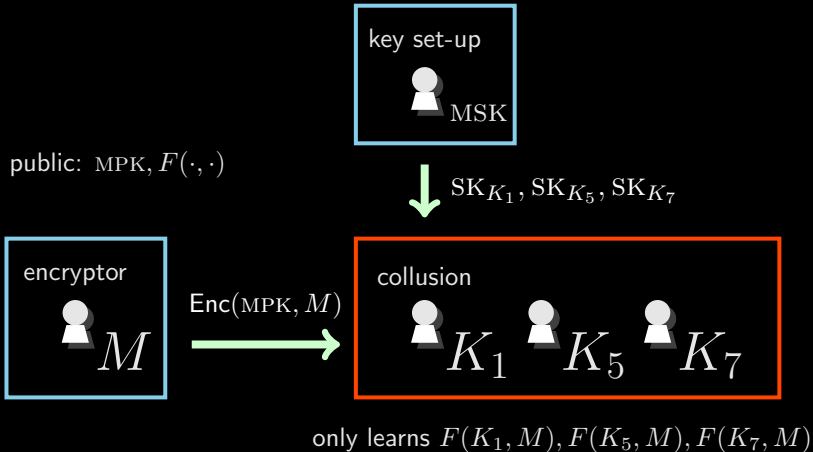 key set-up
MSK
public: MPK, F(·, ·)
SK_{K_1}, SK_{K_5}, SK_{K_7}
encryptor
M
Enc(MPK, M)
collusion
K_1 K_5 K_7
only learns F(K_1, M), F(K_5, M), F(K_7, M)